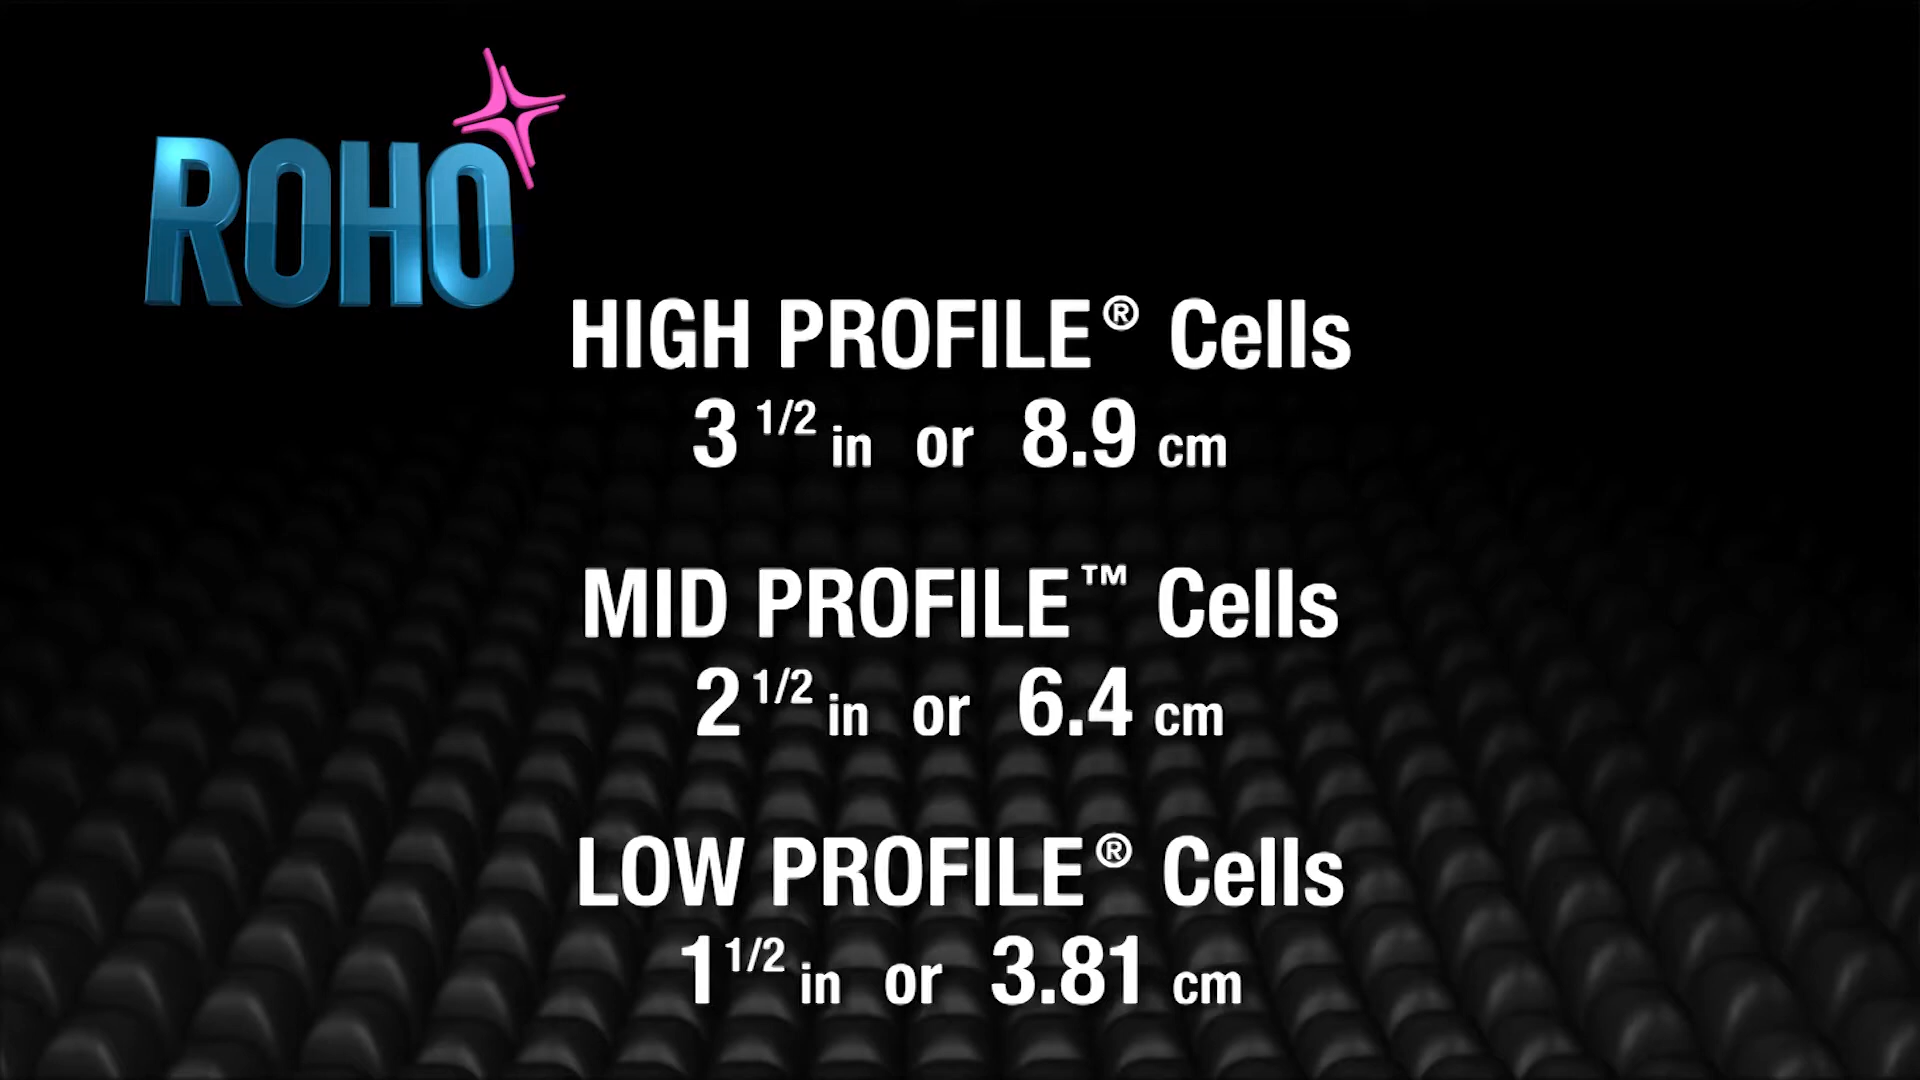 ROHO
HIGH PROFILE® Cells
3 1/2 in or 8.9 cm
MID PROFILE™ Cells
2 1/2 in or 6.4 cm
LOW PROFILE® Cells
1 1/2 in or 3.81 cm